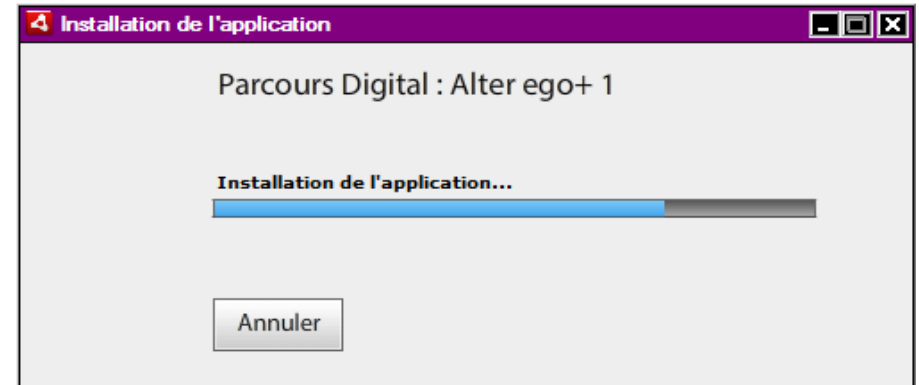 Installation de l'application
Parcours Digital : Alter ego+ 1
Installation de l'application...
Annuler